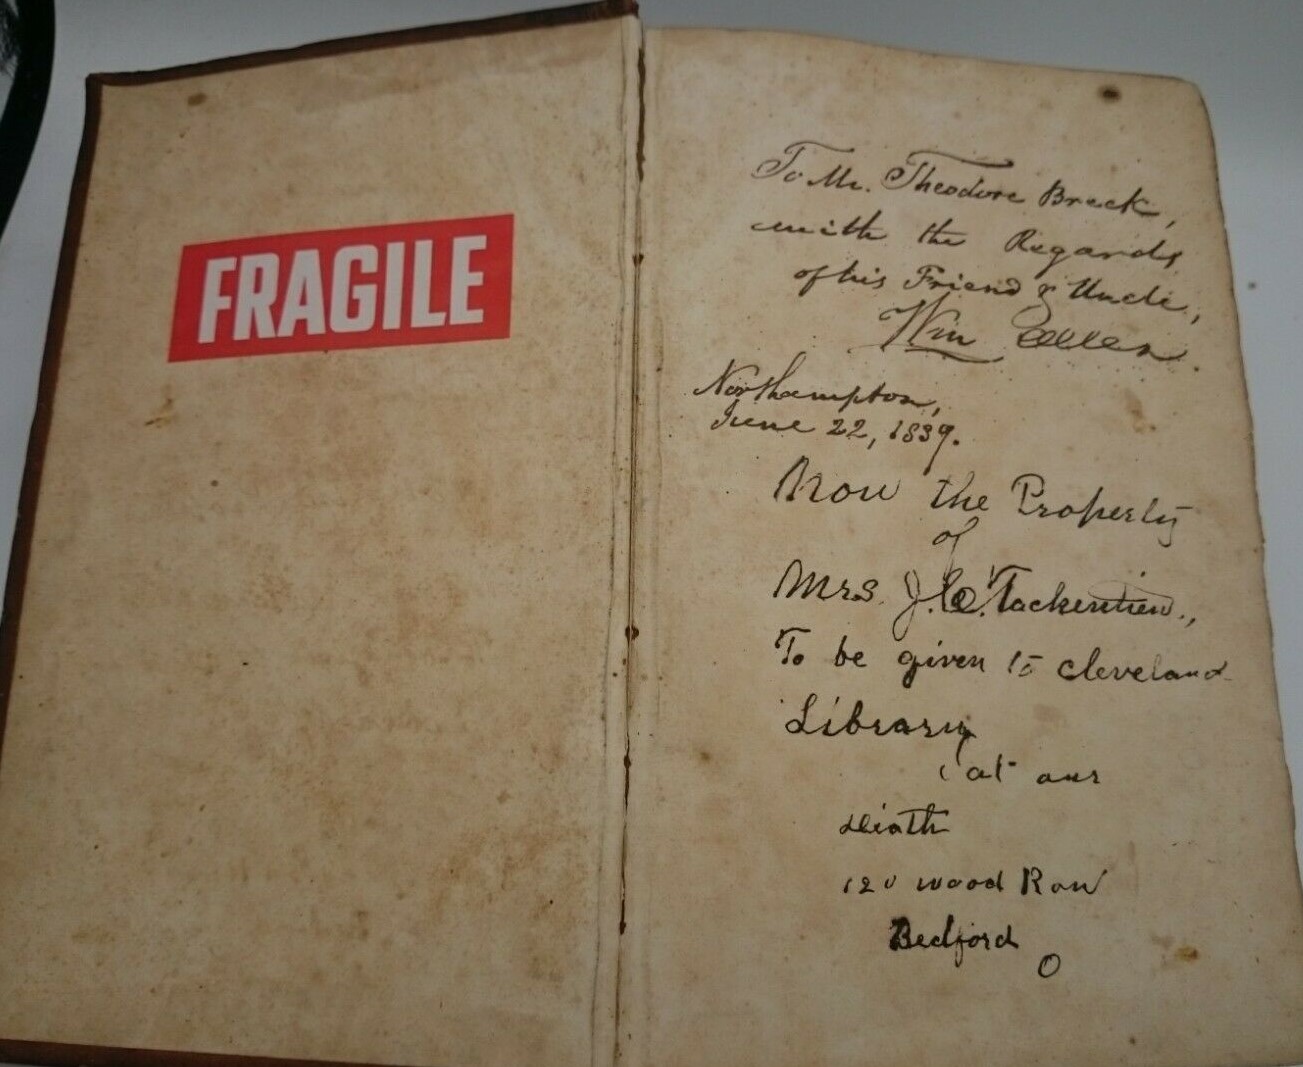 FRAGILE
To Mr. Theodore Breck,
with the Regards
of his Friend & Uncle,
Wm Allen.
Northampton,
June 22, 1839.
Now the Property
of
Mrs. J.
To be given to Cleveland
Library
at our
death
120 wood Row
Bedford
O